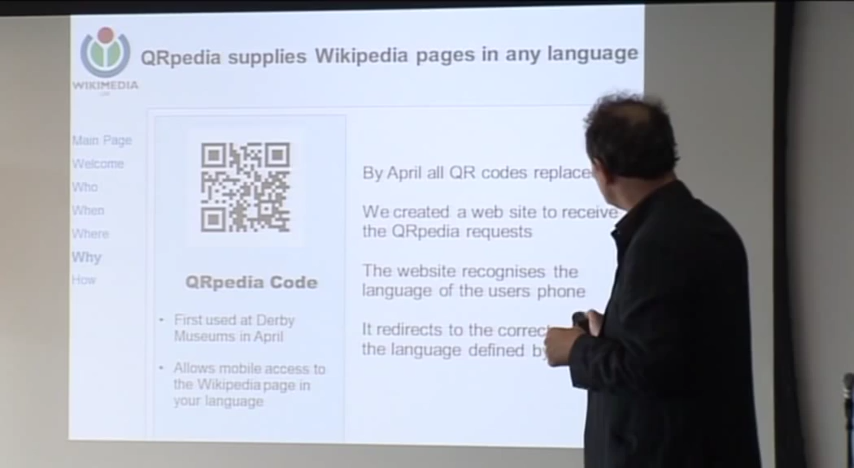 QRpedia supplies Wikipedia pages in any language
WIKIMEDIA
Main Page
Welcome
Who
When
Where
Why
How
QRpedia Code
• First used at Derby
Museums in April
• Allows mobile access to
the Wikipedia page in
your language
By April all QR codes replace
We created a web site to receive
the QRpedia requests
The website recognises the
language of the users phone
It redirects to the correct
the language defined by